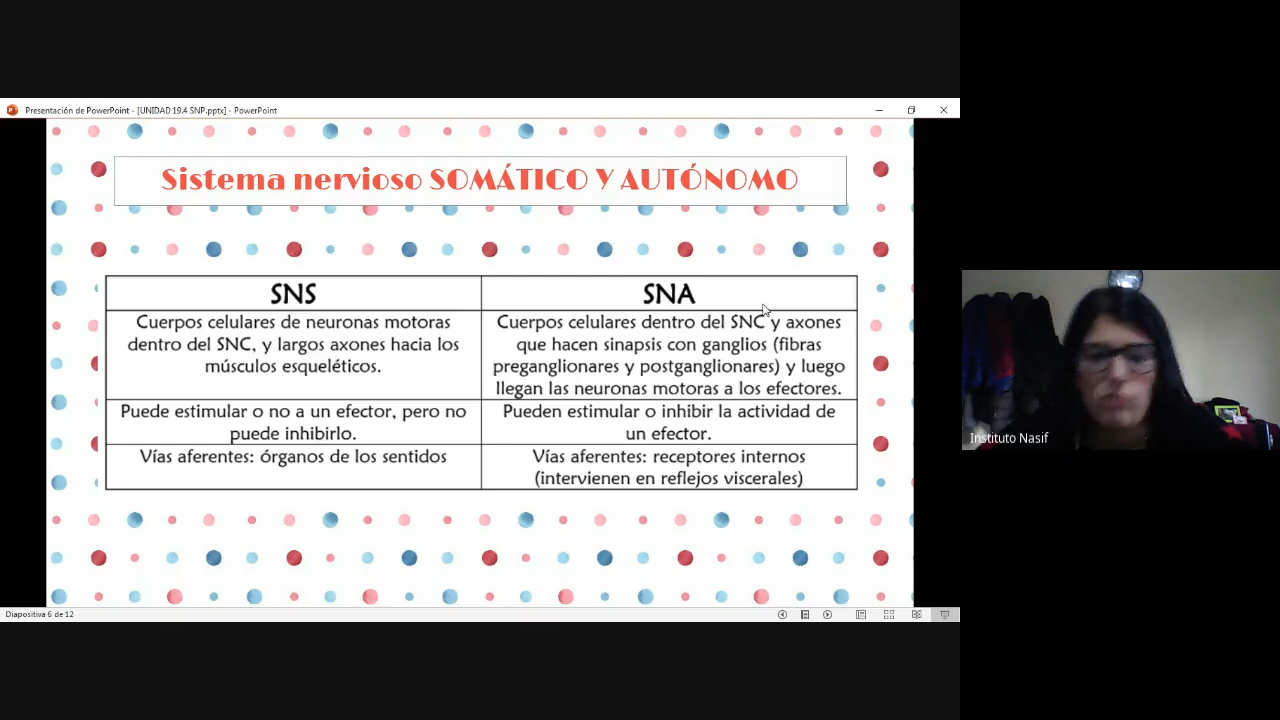 Presentación de PowerPoint - [UNIDAD 19.4 SNP.pptx] - PowerPoint
Sistema nervioso SOMÁTICO Y AUTÓNOMO
SNS
SNA
Cuerpos celulares de neuronas motoras
dentro del SNC, y largos axones hacia los
músculos esqueléticos.
Cuerpos celulares dentro del SNC y axones
que hacen sinapsis con ganglios (fibras
preganglionares y postganglionares) y luego
llegan las neuronas motoras a los efectores.
Puede estimular o no a un efector, pero no
puede inhibirlo.
Pueden estimular o inhibir la actividad de
un efector.
Vías aferentes: órganos de los sentidos
Vías aferentes: receptores internos
(intervienen en reflejos viscerales)
Instituto Nasif
Diapositiva 6 de 12